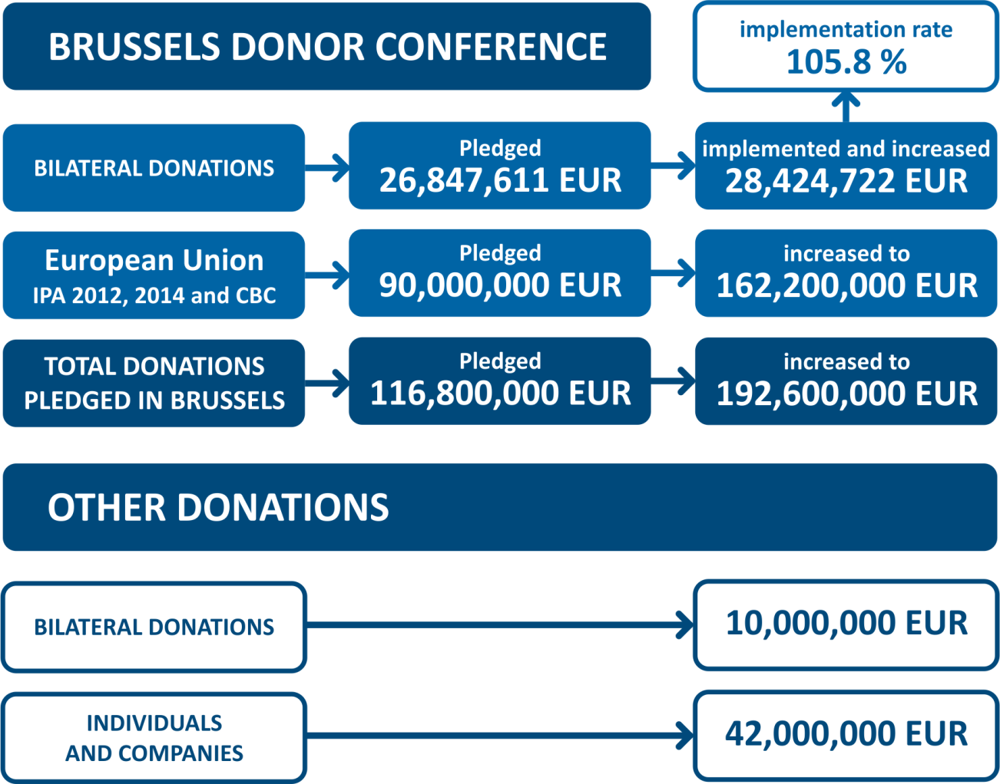 BRUSSELS DONOR CONFERENCE
implementation rate
105.8 %
BILATERAL DONATIONS
Pledged
26,847,611 EUR
implemented and increased
28,424,722 EUR
European Union
IPA 2012, 2014 and CBC
Pledged
90,000,000 EUR
increased to
162,200,000 EUR
TOTAL DONATIONS
PLEDGED IN BRUSSELS
Pledged
116,800,000 EUR
increased to
192,600,000 EUR
OTHER DONATIONS
BILATERAL DONATIONS
10,000,000 EUR
INDIVIDUALS
AND COMPANIES
42,000,000 EUR